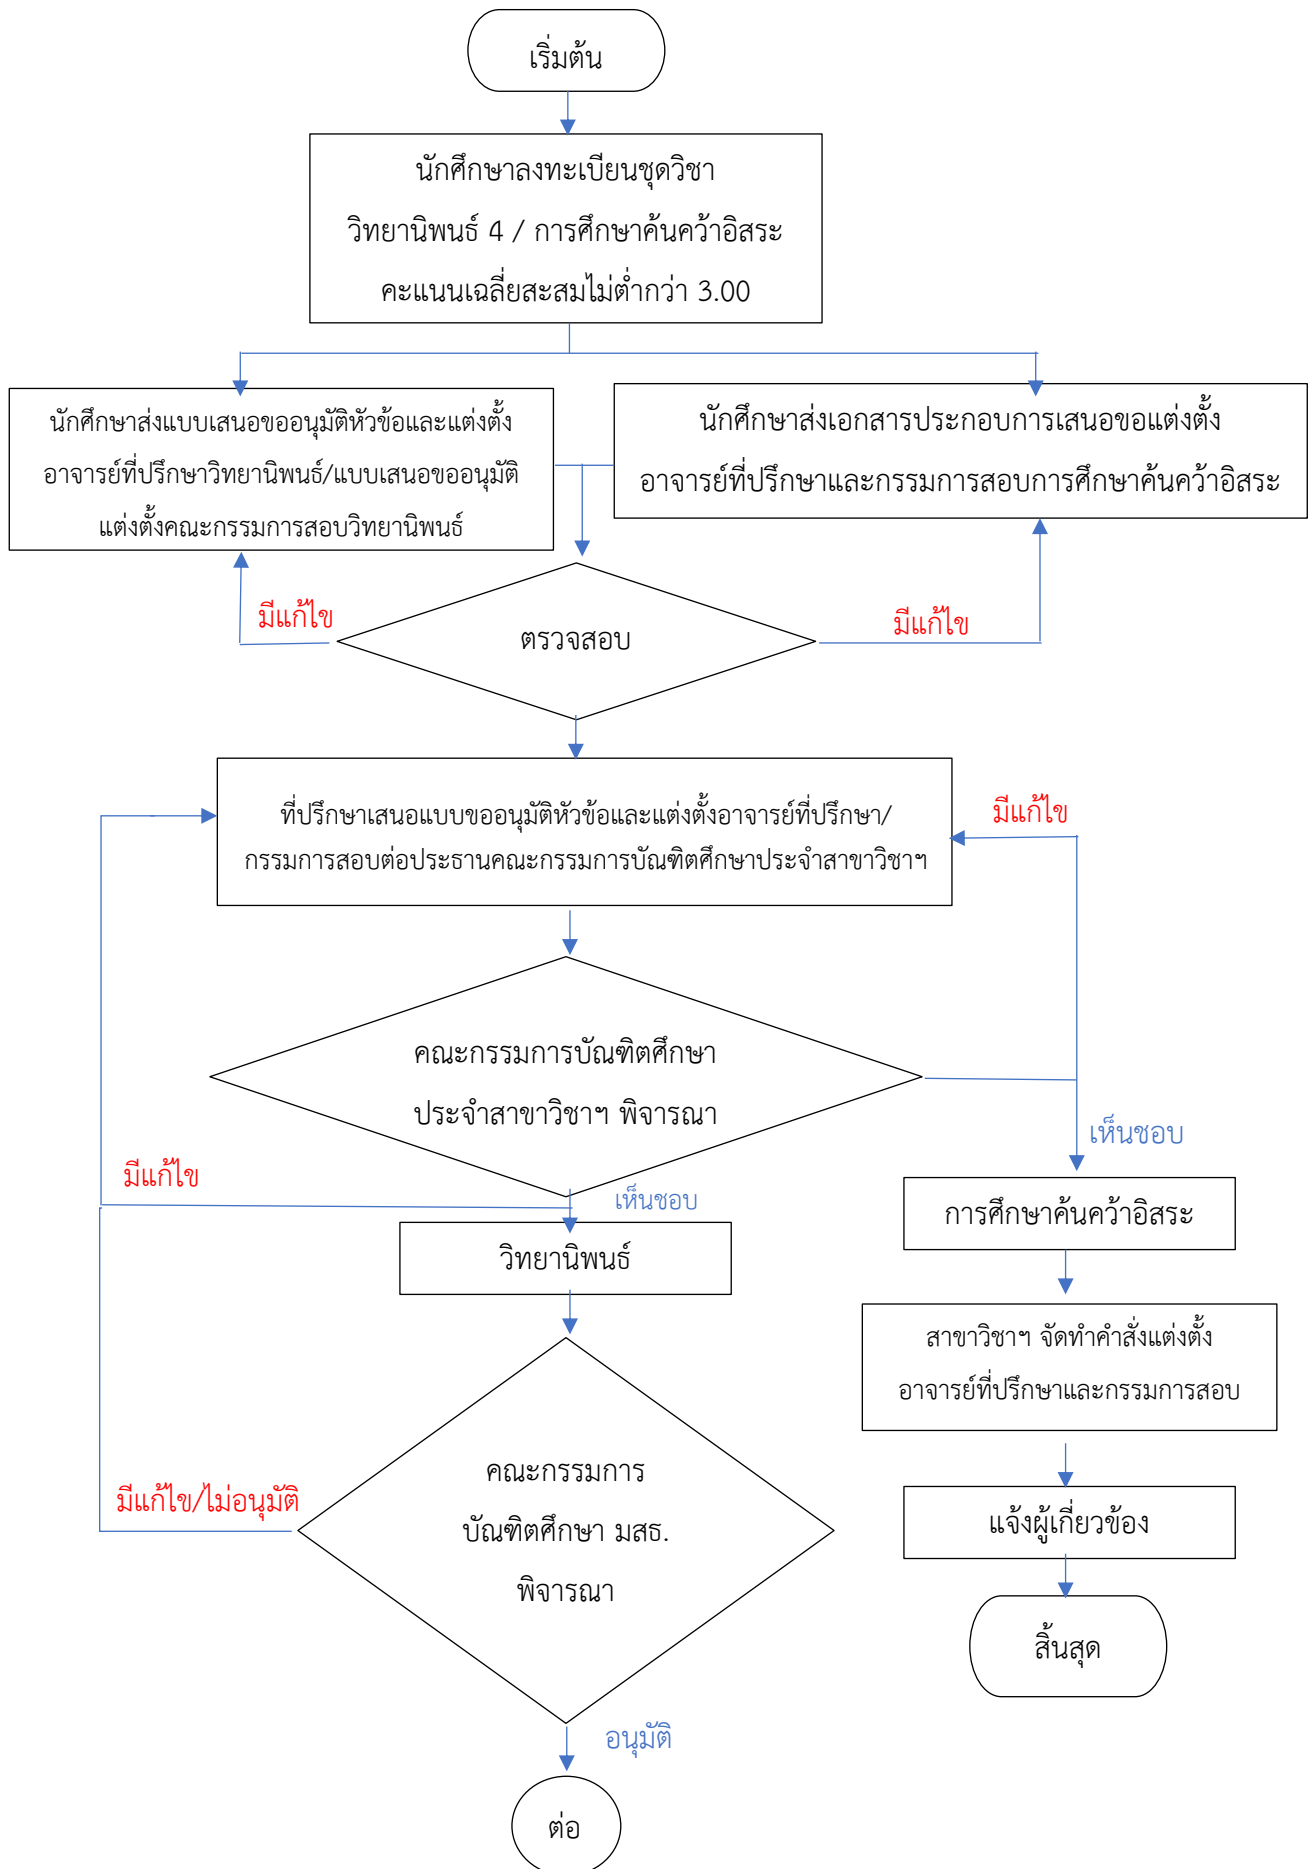 เริ่มต้น
นักศึกษาลงทะเบียนชุดวิชา
วิทยานิพนธ์ 4 / การศึกษาค้นคว้าอิสระ
คะแนนเฉลี่ยสะสมไม่ต่ำกว่า 3.00
นักศึกษาส่งแบบเสนอขออนุมัติหัวข้อและแต่งตั้ง
อาจารย์ที่ปรึกษาวิทยานิพนธ์/แบบเสนอขออนุมัติ
แต่งตั้งคณะกรรมการสอบวิทยานิพนธ์
นักศึกษาส่งเอกสารประกอบการเสนอขอแต่งตั้ง
อาจารย์ที่ปรึกษาและกรรมการสอบการศึกษาค้นคว้าอิสระ
มีแก้ไข
ตรวจสอบ
มีแก้ไข
ที่ปรึกษาเสนอแบบขออนุมัติหัวข้อและแต่งตั้งอาจารย์ที่ปรึกษา/
กรรมการสอบต่อประธานคณะกรรมการบัณฑิตศึกษาประจำสาขาวิชาฯ
มีแก้ไข
คณะกรรมการบัณฑิตศึกษา
ประจำสาขาวิชาฯ พิจารณา
เห็นชอบ
มีแก้ไข
เห็นชอบ
การศึกษาค้นคว้าอิสระ
วิทยานิพนธ์
สาขาวิชาฯ จัดทำคำสั่งแต่งตั้ง
อาจารย์ที่ปรึกษาและกรรมการสอบ
คณะกรรมการ
บัณฑิตศึกษา มสธ.
พิจารณา
มีแก้ไข/ไม่อนุมัติ
แจ้งผู้เกี่ยวข้อง
สิ้นสุด
อนุมัติ
ต่อ